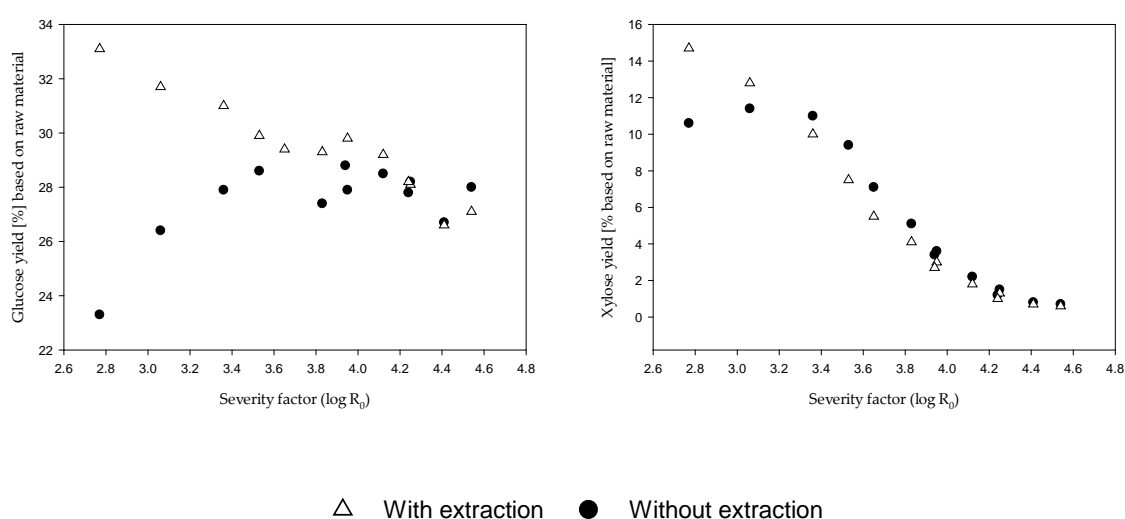 Glucose yield [%] based on raw material
34
32
30
28
26
24
22
2.6 2.8 3.0 3.2 3.4 3.6 3.8 4.0 4.2 4.4 4.6 4.8
Severity factor (log R₀)
Xylose yield [% based on raw material]
16
14
12
10
8
6
4
2
0
2.6 2.8 3.0 3.2 3.4 3.6 3.8 4.0 4.2 4.4 4.6 4.8
Severity factor (log R₀)
With extraction
Without extraction